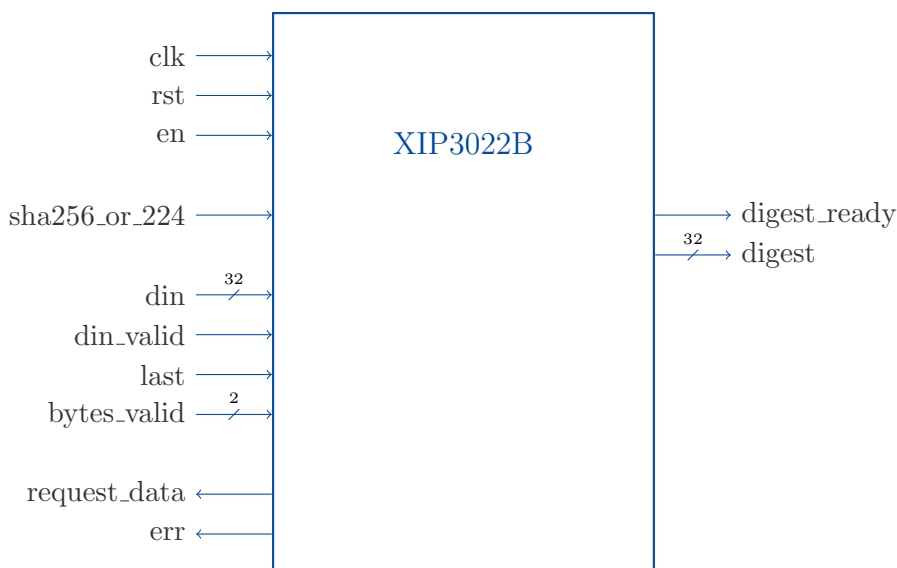 clk
rst
en
XIP3022B
sha256_or_224
digest_ready
32
digest
32
din
din_valid
last
2
bytes_valid
request_data
err